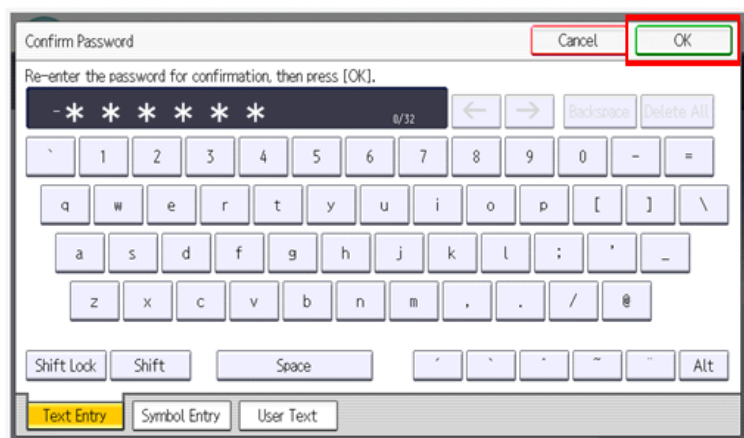 Confirm Password Cancel OK
Re-enter the password for confirmation, then press [OK].
-****** 0/32 ← → Backspace Delete All
` 1 2 3 4 5 6 7 8 9 0 - =
q w e r t y u i o p [ ] \
a s d f g h j k l ; ' _
z x c v b n m , . / @
Shift Lock Shift Space ´ ` ^ ~ ¨ Alt
Text Entry Symbol Entry User Text